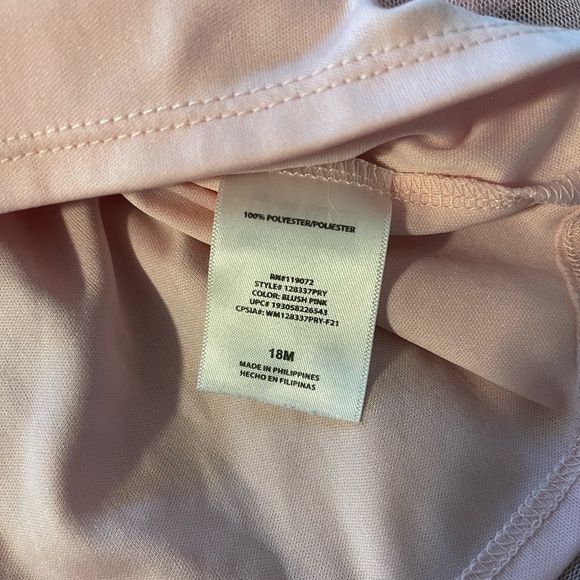 100% POLYESTER/POLIESTER
RN#119072
STYLE# 128337PRY
COLOR: BLUSH PINK
UPC# 193058226543
CPSIA#: WM128337PRY-F21
18M
MADE IN PHILIPPINES
HECHO EN FILIPINAS